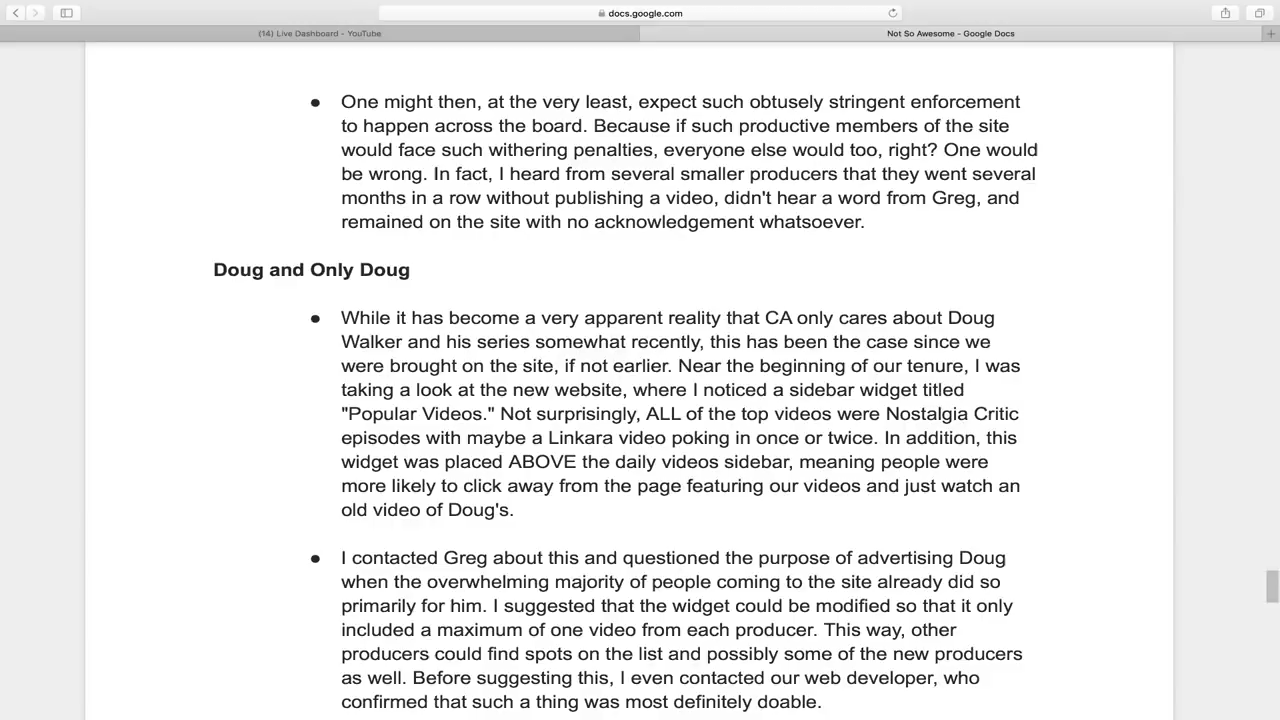 docs.google.com
(14) Live Dashboard - YouTube
Not So Awesome - Google Docs
● One might then, at the very least, expect such obtusely stringent enforcement
to happen across the board. Because if such productive members of the site
would face such withering penalties, everyone else would too, right? One would
be wrong. In fact, I heard from several smaller producers that they went several
months in a row without publishing a video, didn't hear a word from Greg, and
remained on the site with no acknowledgement whatsoever.
Doug and Only Doug
● While it has become a very apparent reality that CA only cares about Doug
Walker and his series somewhat recently, this has been the case since we
were brought on the site, if not earlier. Near the beginning of our tenure, I was
taking a look at the new website, where I noticed a sidebar widget titled
"Popular Videos." Not surprisingly, ALL of the top videos were Nostalgia Critic
episodes with maybe a Linkara video poking in once or twice. In addition, this
widget was placed ABOVE the daily videos sidebar, meaning people were
more likely to click away from the page featuring our videos and just watch an
old video of Doug's.
● I contacted Greg about this and questioned the purpose of advertising Doug
when the overwhelming majority of people coming to the site already did so
primarily for him. I suggested that the widget could be modified so that it only
included a maximum of one video from each producer. This way, other
producers could find spots on the list and possibly some of the new producers
as well. Before suggesting this, I even contacted our web developer, who
confirmed that such a thing was most definitely doable.